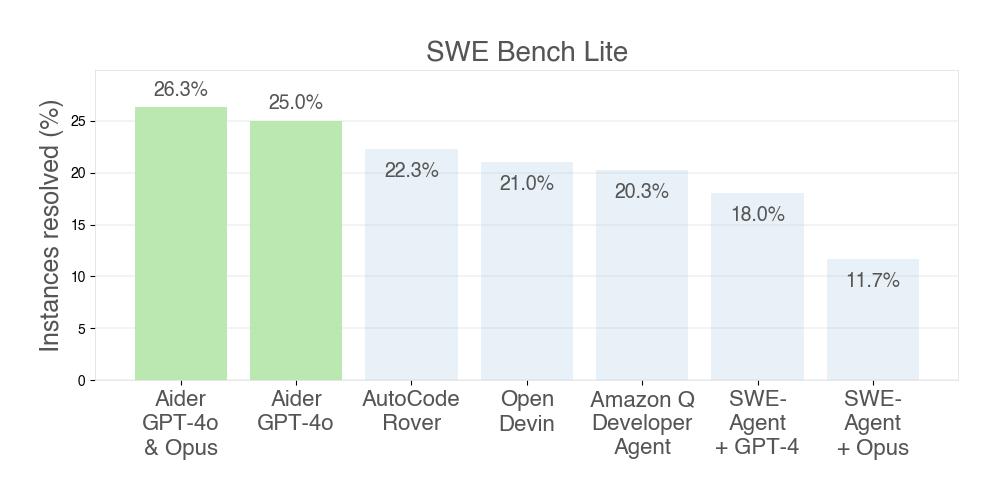 SWE Bench Lite
Instances resolved (%)
25
20
15
10
5
0
26.3%
25.0%
22.3%
21.0%
20.3%
18.0%
11.7%
Aider
GPT-4o
& Opus
Aider
GPT-4o
AutoCode
Rover
Open
Devin
Amazon Q
Developer
Agent
SWE-
Agent
+ GPT-4
SWE-
Agent
+ Opus